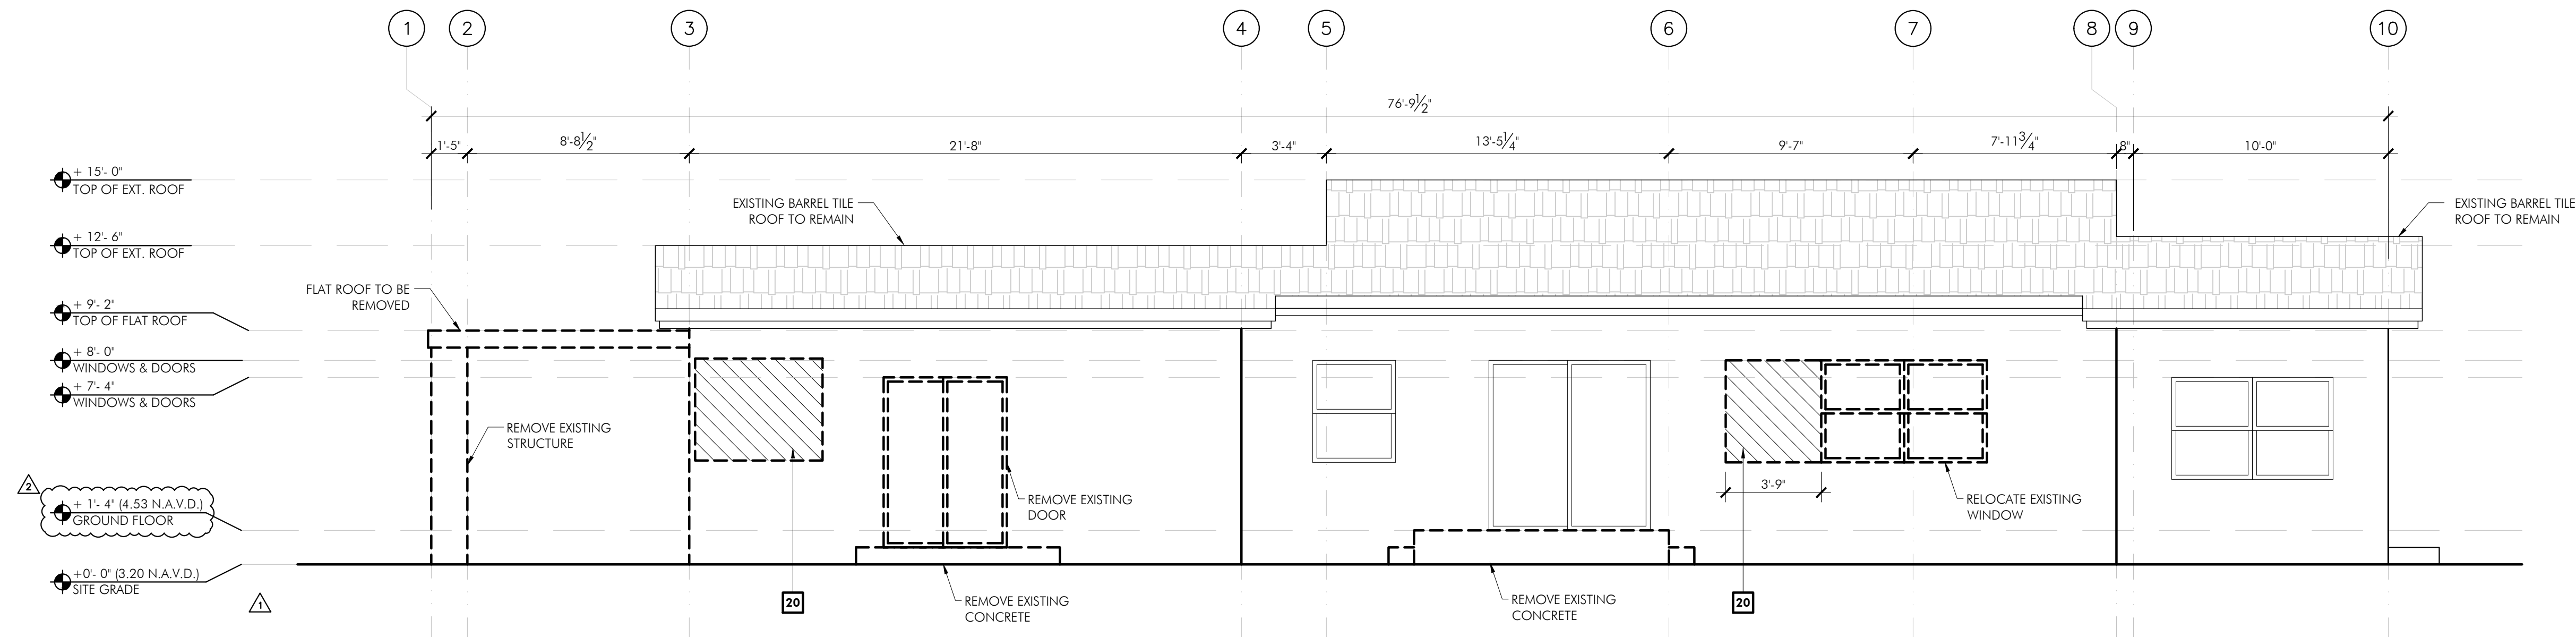 1 2 3 4 5 6 7 8 9 10
76'-9 1/2"
1'-5" 8'-8 1/2" 21'-8" 3'-4" 13'-5 1/4" 9'-7" 7'-11 3/4" 8" 10'-0"
+ 15'- 0"
TOP OF EXT. ROOF
+ 12'- 6"
TOP OF EXT. ROOF
+ 9'- 2"
TOP OF FLAT ROOF
+ 8'- 0"
WINDOWS & DOORS
+ 7'- 4"
WINDOWS & DOORS
2
+ 1'- 4" (4.53 N.A.V.D.)
GROUND FLOOR
+0'- 0" (3.20 N.A.V.D.)
SITE GRADE
1
EXISTING BARREL TILE
ROOF TO REMAIN
EXISTING BARREL TILE
ROOF TO REMAIN
FLAT ROOF TO BE
REMOVED
REMOVE EXISTING
STRUCTURE
REMOVE EXISTING
DOOR
3'-9"
RELOCATE EXISTING
WINDOW
20
REMOVE EXISTING
CONCRETE
REMOVE EXISTING
CONCRETE
20